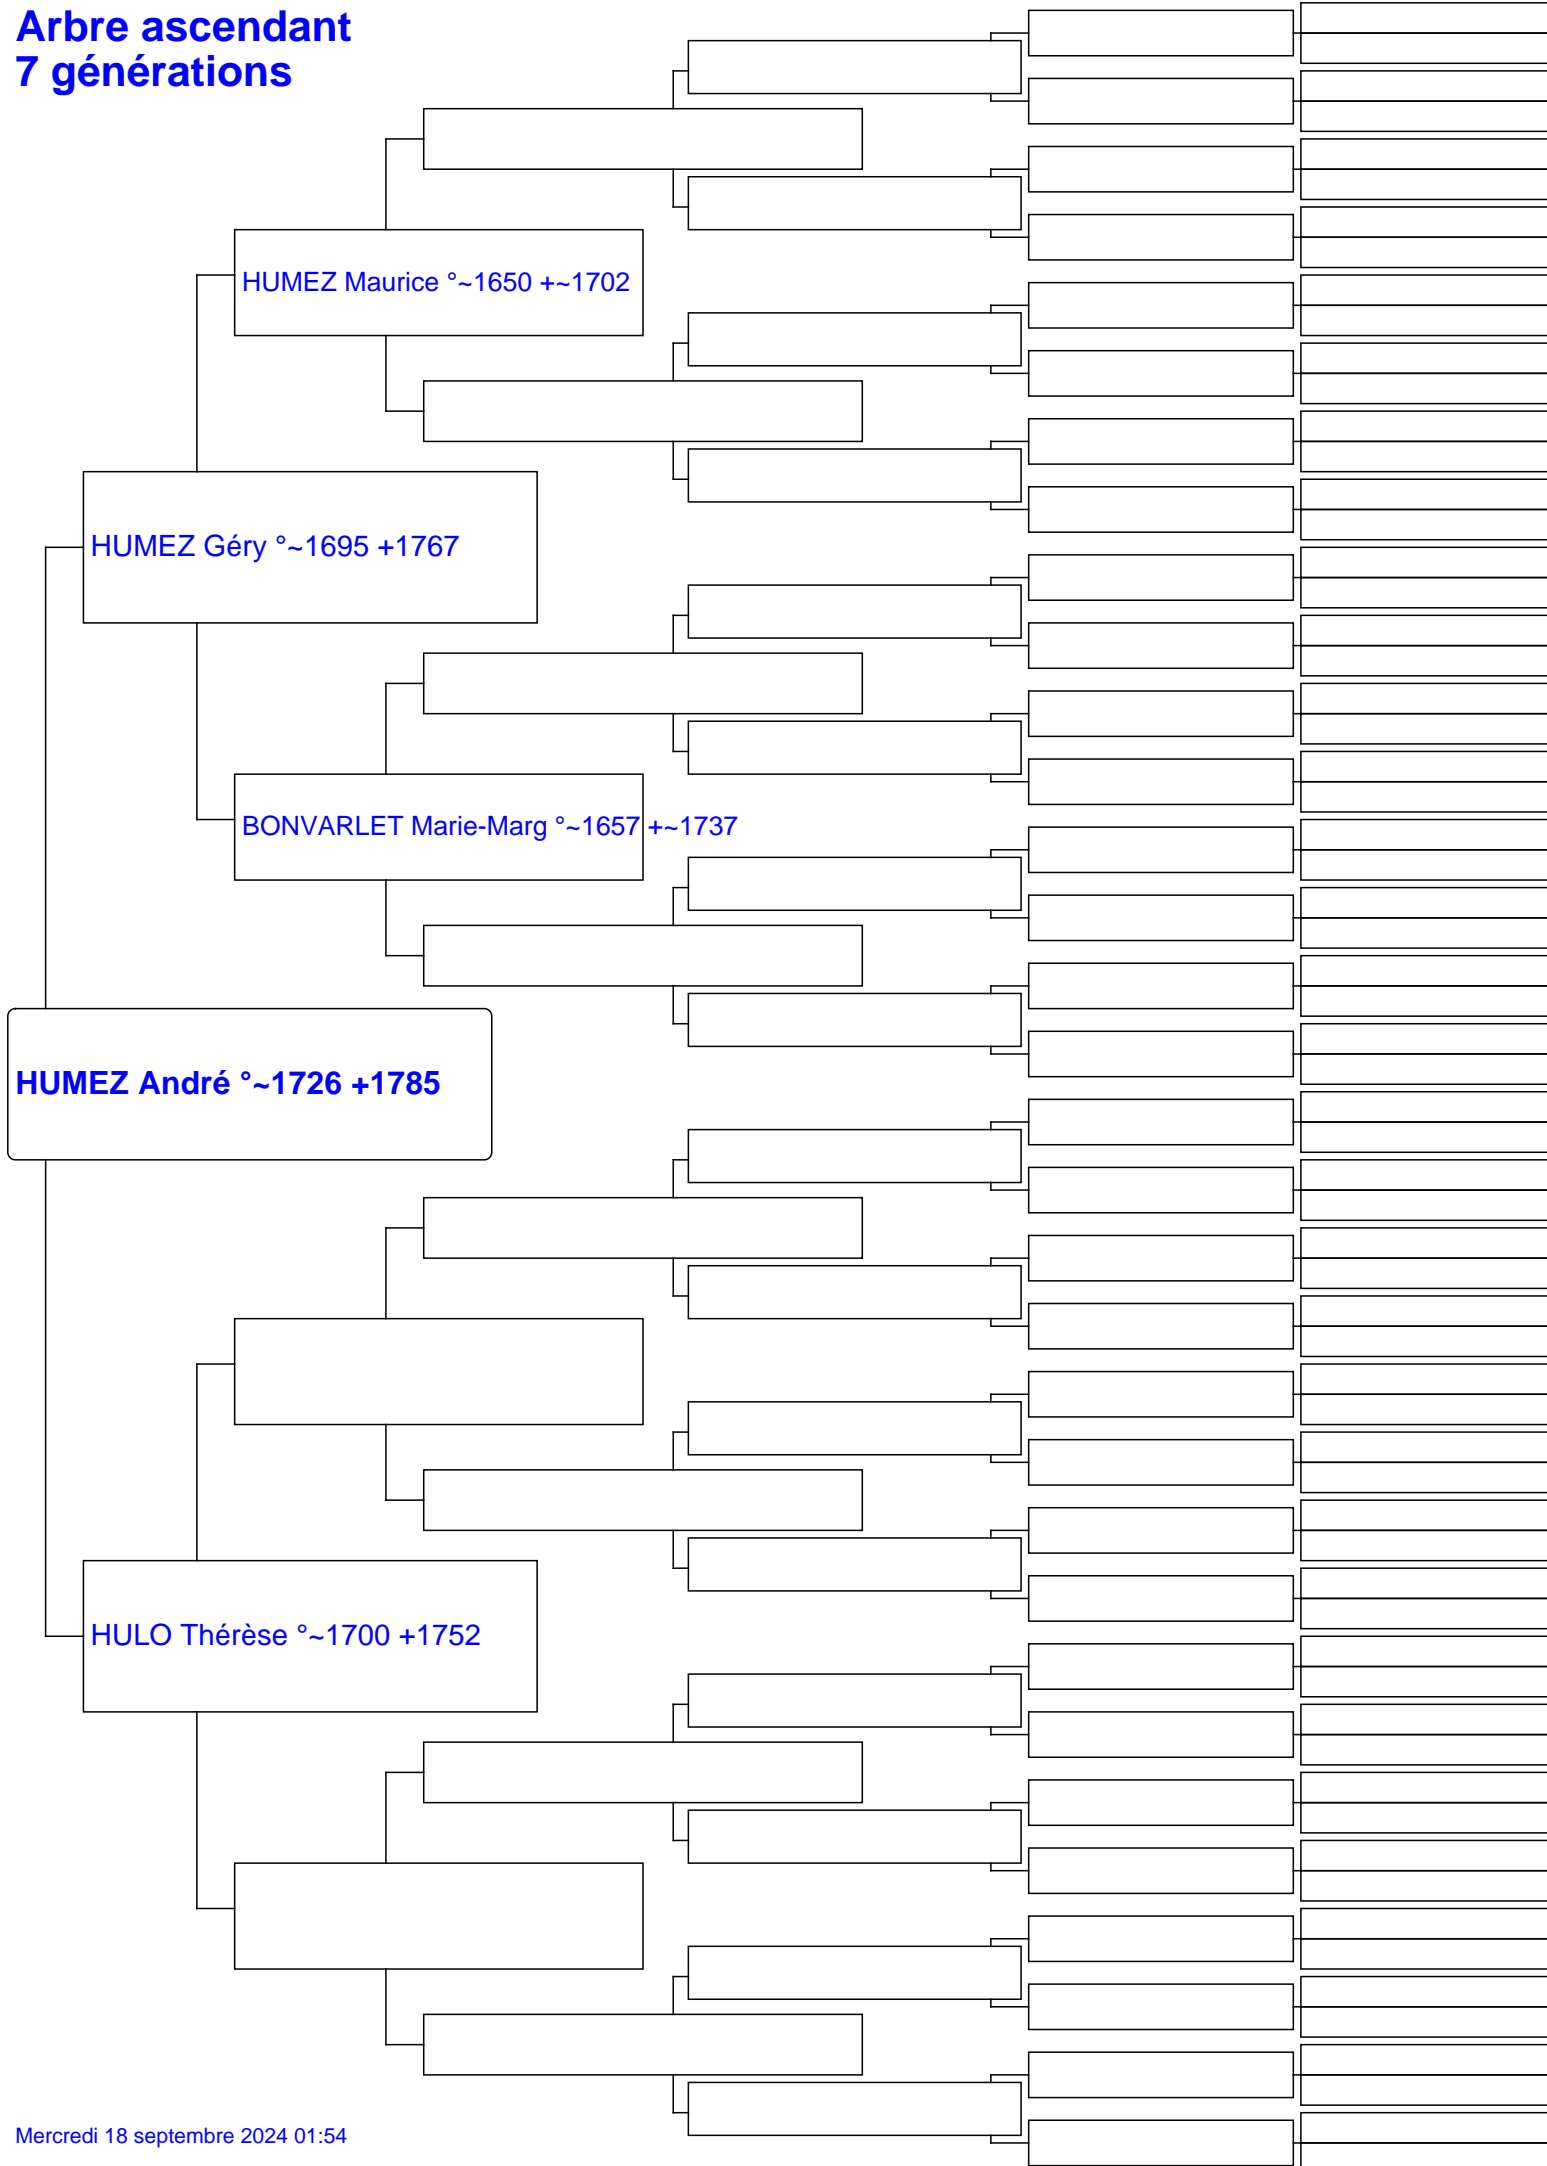 Arbre ascendant
7 générations
HUMEZ Maurice °~1650 +~1702
HUMEZ Géry °~1695 +1767
BONVARLET Marie-Marg °~1657 +~1737
HUMEZ André °~1726 +1785
HULO Thérèse °~1700 +1752
Mercredi 18 septembre 2024 01:54